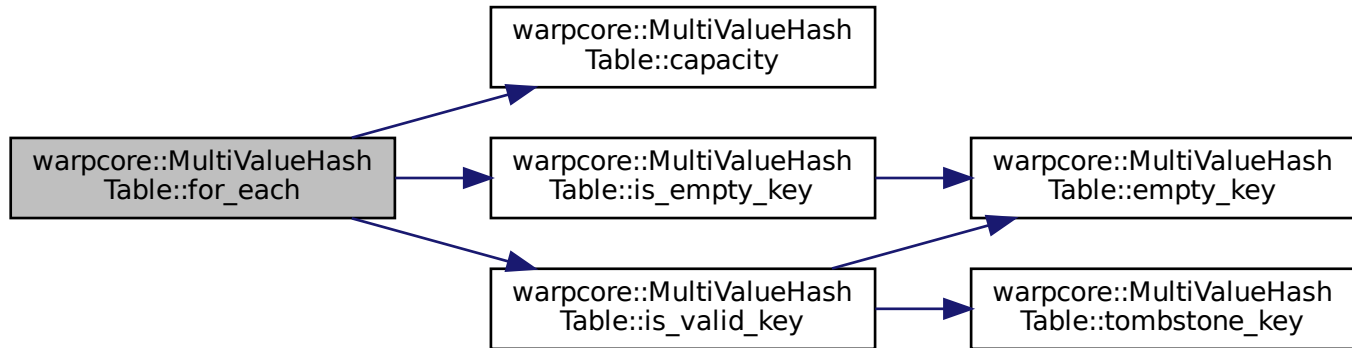 warpcore::MultiValueHash
Table::for_each
warpcore::MultiValueHash
Table::capacity
warpcore::MultiValueHash
Table::is_empty_key
warpcore::MultiValueHash
Table::is_valid_key
warpcore::MultiValueHash
Table::empty_key
warpcore::MultiValueHash
Table::tombstone_key